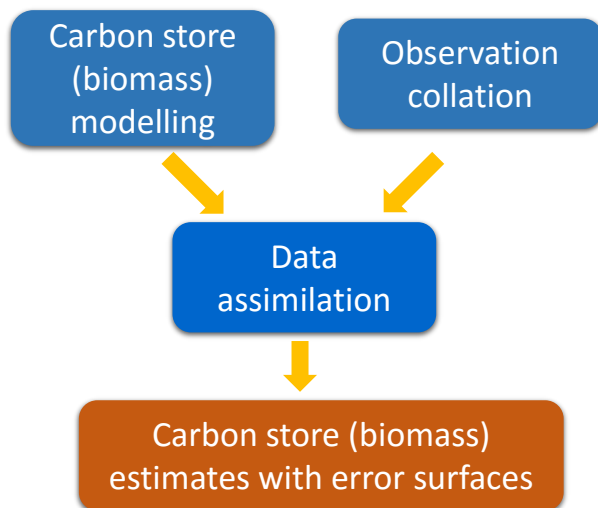 Carbon store
(biomass)
modelling
Observation
collation
Data
assimilation
Carbon store (biomass)
estimates with error surfaces